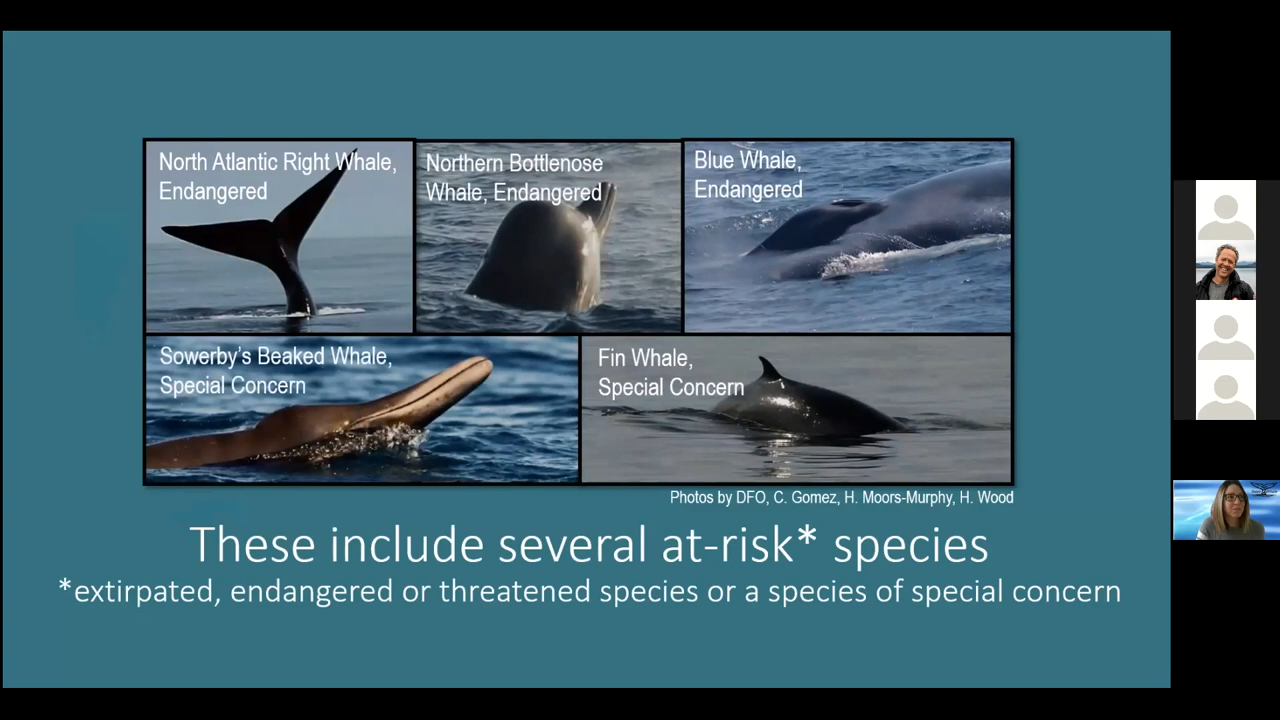 North Atlantic Right Whale,
Endangered
Northern Bottlenose
Whale, Endangered
Blue Whale,
Endangered
Sowerby's Beaked Whale,
Special Concern
Fin Whale,
Special Concern
Photos by DFO, C. Gomez, H. Moors-Murphy, H. Wood
These include several at-risk* species
*extirpated, endangered or threatened species or a species of special concern